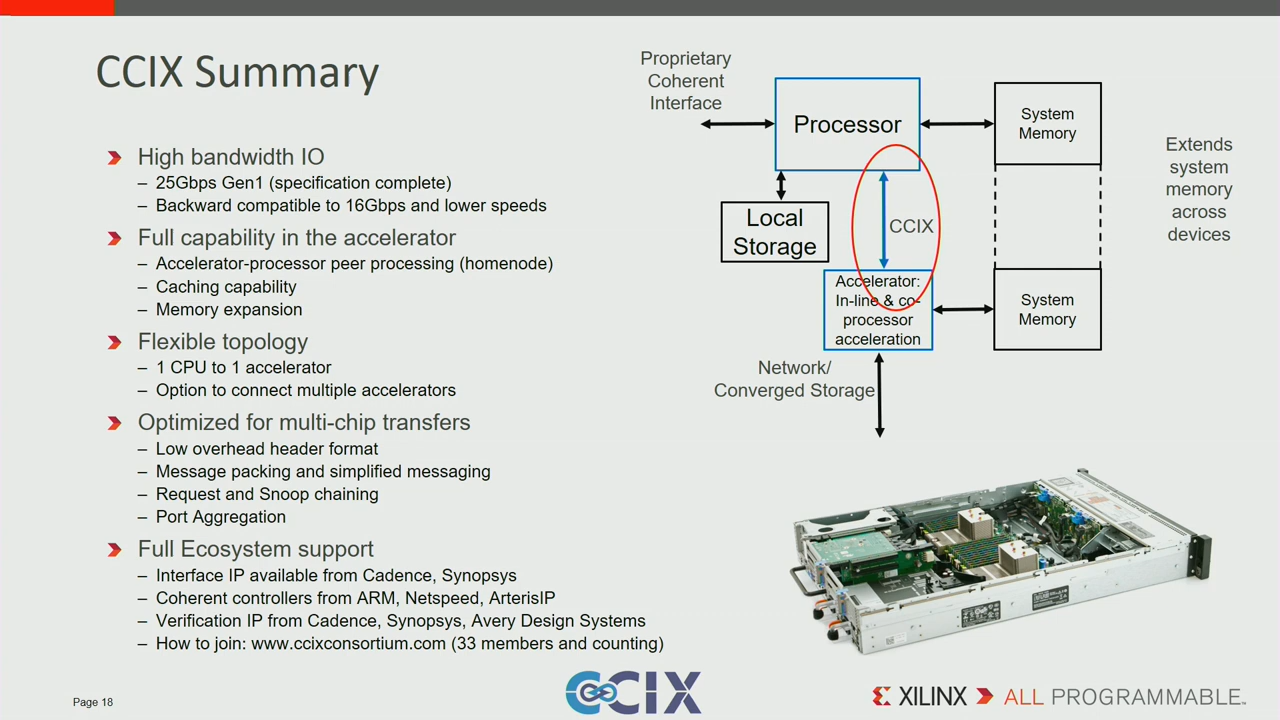 CCIX Summary
High bandwidth IO
– 25Gbps Gen1 (specification complete)
– Backward compatible to 16Gbps and lower speeds
Full capability in the accelerator
– Accelerator-processor peer processing (homenode)
– Caching capability
– Memory expansion
Flexible topology
– 1 CPU to 1 accelerator
– Option to connect multiple accelerators
Optimized for multi-chip transfers
– Low overhead header format
– Message packing and simplified messaging
– Request and Snoop chaining
– Port Aggregation
Full Ecosystem support
– Interface IP available from Cadence, Synopsys
– Coherent controllers from ARM, Netspeed, ArterisIP
– Verification IP from Cadence, Synopsys, Avery Design Systems
– How to join: www.ccixconsortium.com (33 members and counting)
Proprietary
Coherent
Interface
Processor
System
Memory
Extends
system
memory
across
devices
Local
Storage
CCIX
Accelerator:
In-line & co-
processor
acceleration
System
Memory
Network/
Converged Storage
Page 18
CCIX
XILINX ALL PROGRAMMABLE™